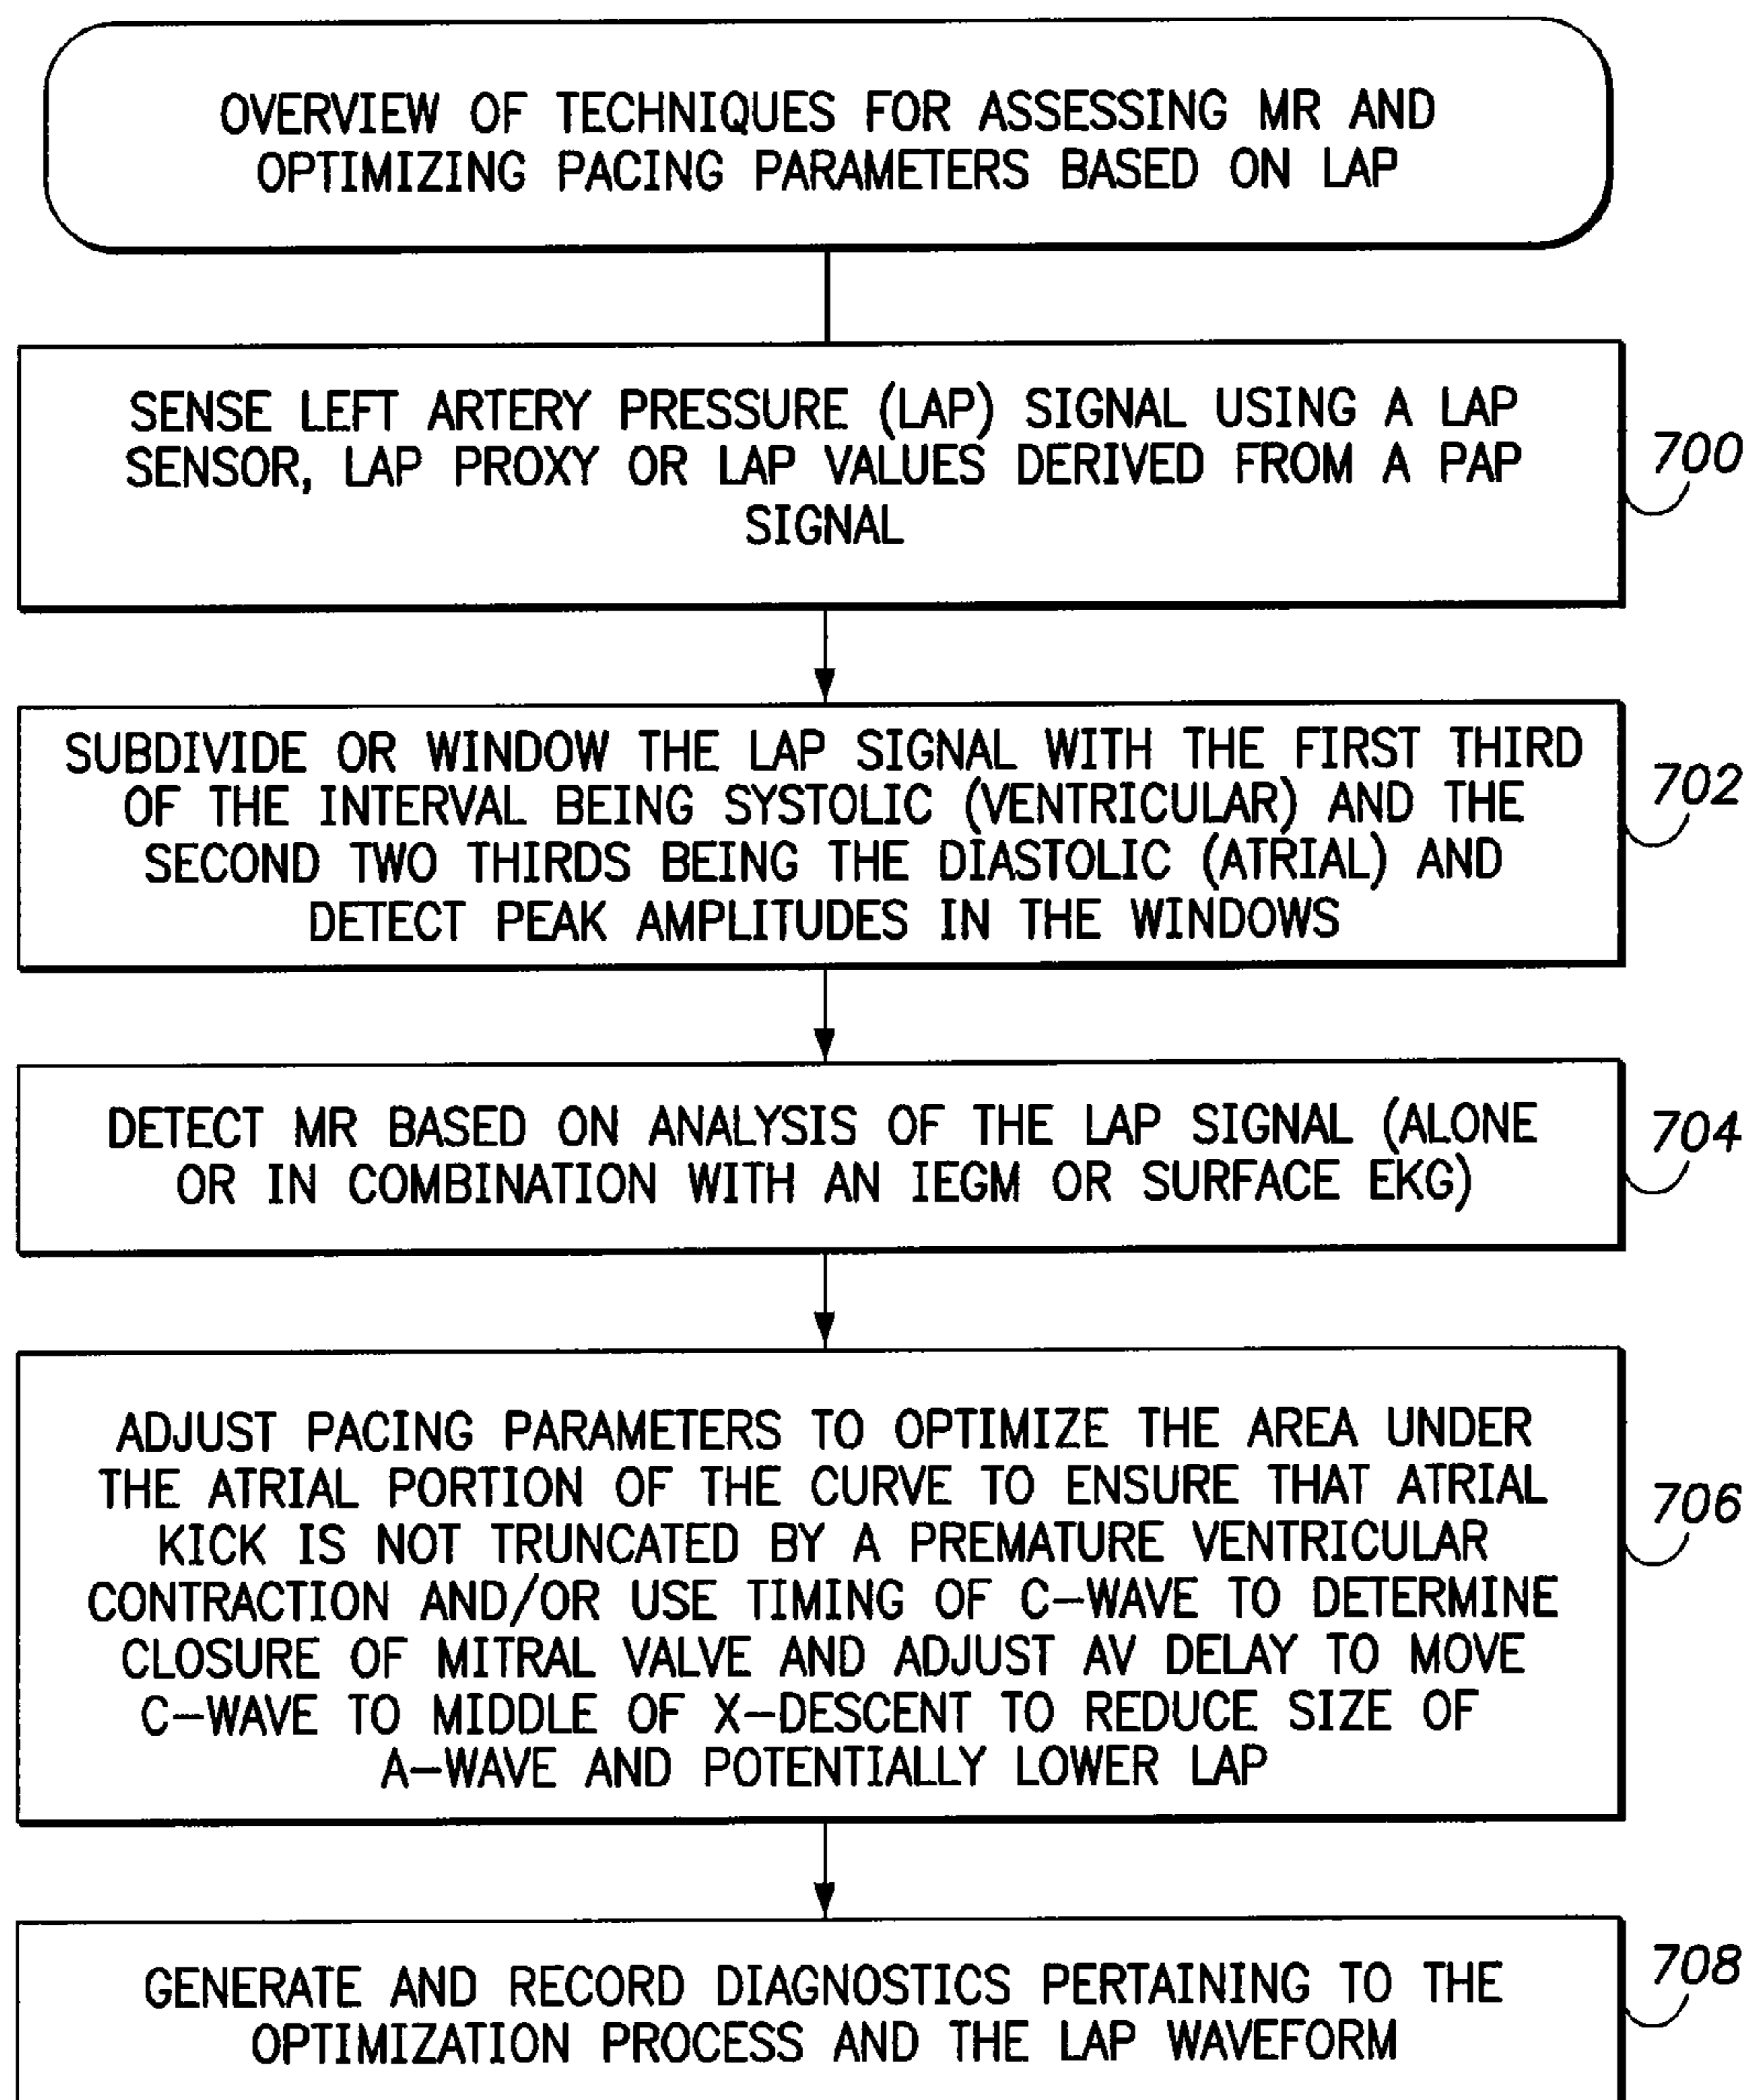 OVERVIEW OF TECHNIQUES FOR ASSESSING MR AND
OPTIMIZING PACING PARAMETERS BASED ON LAP
SENSE LEFT ARTERY PRESSURE (LAP) SIGNAL USING A LAP
SENSOR, LAP PROXY OR LAP VALUES DERIVED FROM A PAP
SIGNAL
700
SUBDIVIDE OR WINDOW THE LAP SIGNAL WITH THE FIRST THIRD
OF THE INTERVAL BEING SYSTOLIC (VENTRICULAR) AND THE
SECOND TWO THIRDS BEING THE DIASTOLIC (ATRIAL) AND
DETECT PEAK AMPLITUDES IN THE WINDOWS
702
DETECT MR BASED ON ANALYSIS OF THE LAP SIGNAL (ALONE
OR IN COMBINATION WITH AN IEGM OR SURFACE EKG)
704
ADJUST PACING PARAMETERS TO OPTIMIZE THE AREA UNDER
THE ATRIAL PORTION OF THE CURVE TO ENSURE THAT ATRIAL
KICK IS NOT TRUNCATED BY A PREMATURE VENTRICULAR
CONTRACTION AND/OR USE TIMING OF C-WAVE TO DETERMINE
CLOSURE OF MITRAL VALVE AND ADJUST AV DELAY TO MOVE
C-WAVE TO MIDDLE OF X-DESCENT TO REDUCE SIZE OF
A-WAVE AND POTENTIALLY LOWER LAP
706
GENERATE AND RECORD DIAGNOSTICS PERTAINING TO THE
OPTIMIZATION PROCESS AND THE LAP WAVEFORM
708